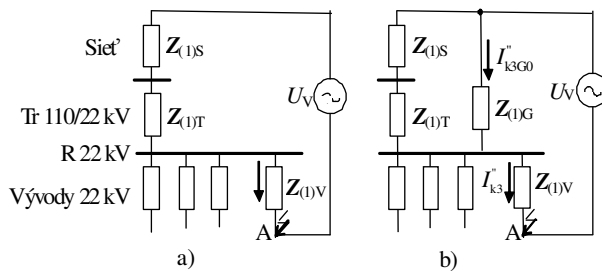 Sieť
Z(1)S
Tr 110/22 kV
Z(1)T
UV
R 22 kV
Vývody 22 kV
Z(1)V
A
a)
Z(1)S
I"k3G0
Z(1)T
Z(1)G
UV
I"k3
Z(1)V
A
b)